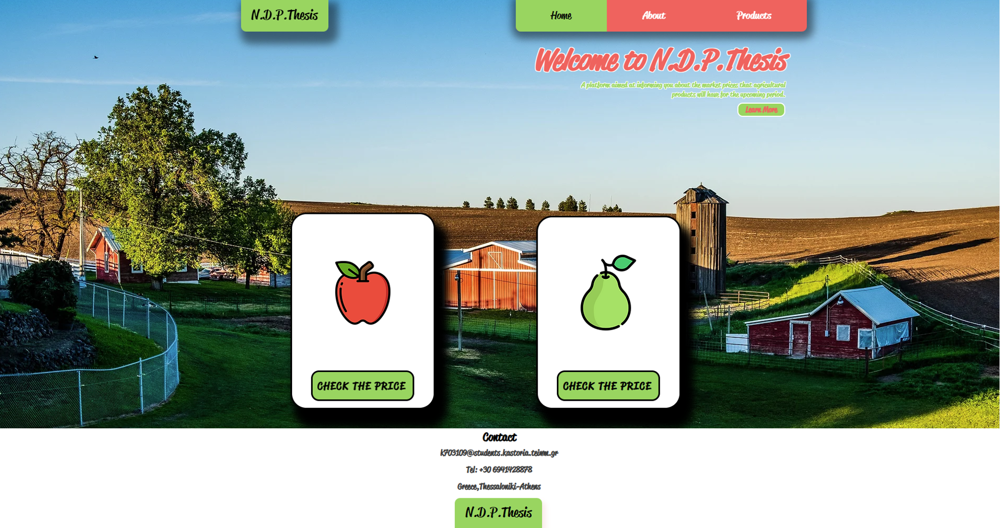 N.D.P.Thesis
Home About Products
Welcome to N.D.P.Thesis
A platform aimed at informing you about the market prices that agricultural
products will have for the upcoming period.
Learn More
CHECK THE PRICE
CHECK THE PRICE
Contact
k703109@students.kastoria.teiwm.gr
Tel: +30 6941428878
Greece,Thessaloniki-Athens
N.D.P.Thesis